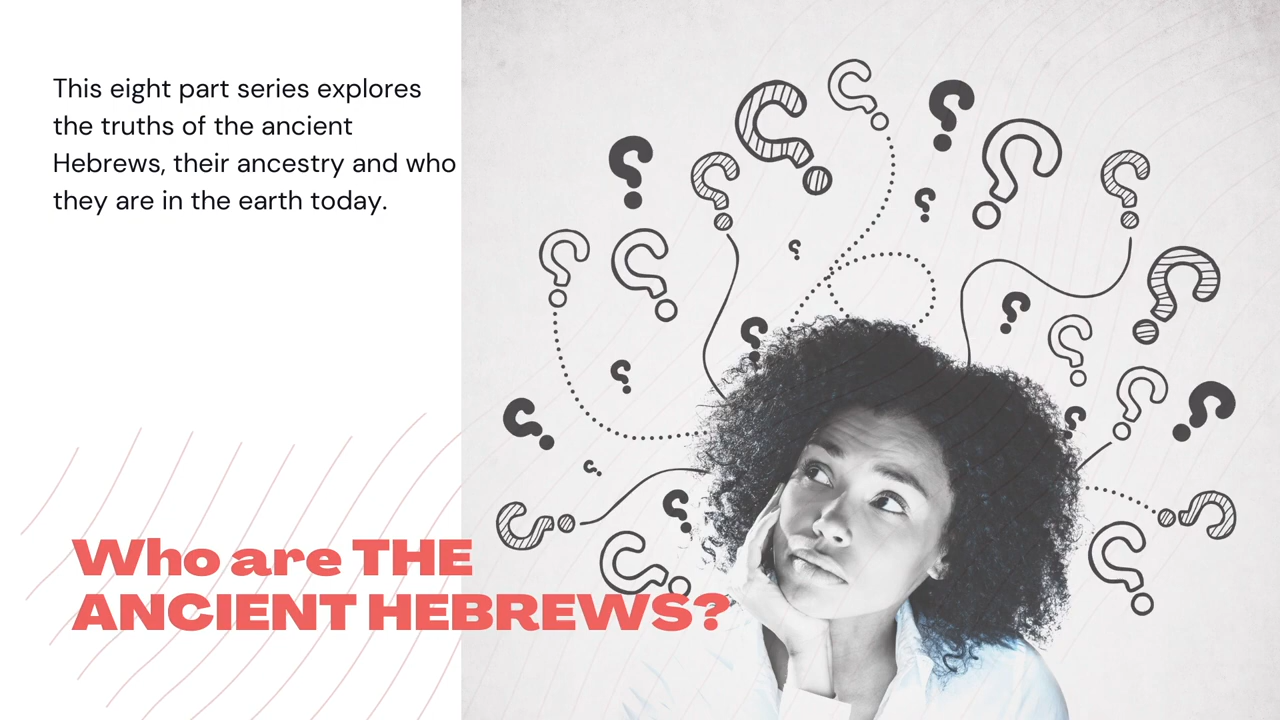 This eight part series explores
the truths of the ancient
Hebrews, their ancestry and who
they are in the earth today.
Who are THE
ANCIENT HEBREWS?